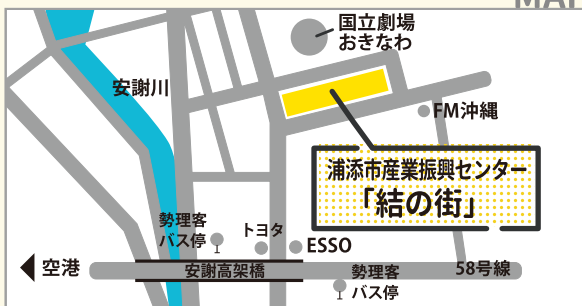 MAP
国立劇場
おきなわ
安謝川
FM沖縄
浦添市産業振興センター
「結の街」
勢理客
バス停
トヨタ
ESSO
空港
安謝高架橋
勢理客
バス停
58号線